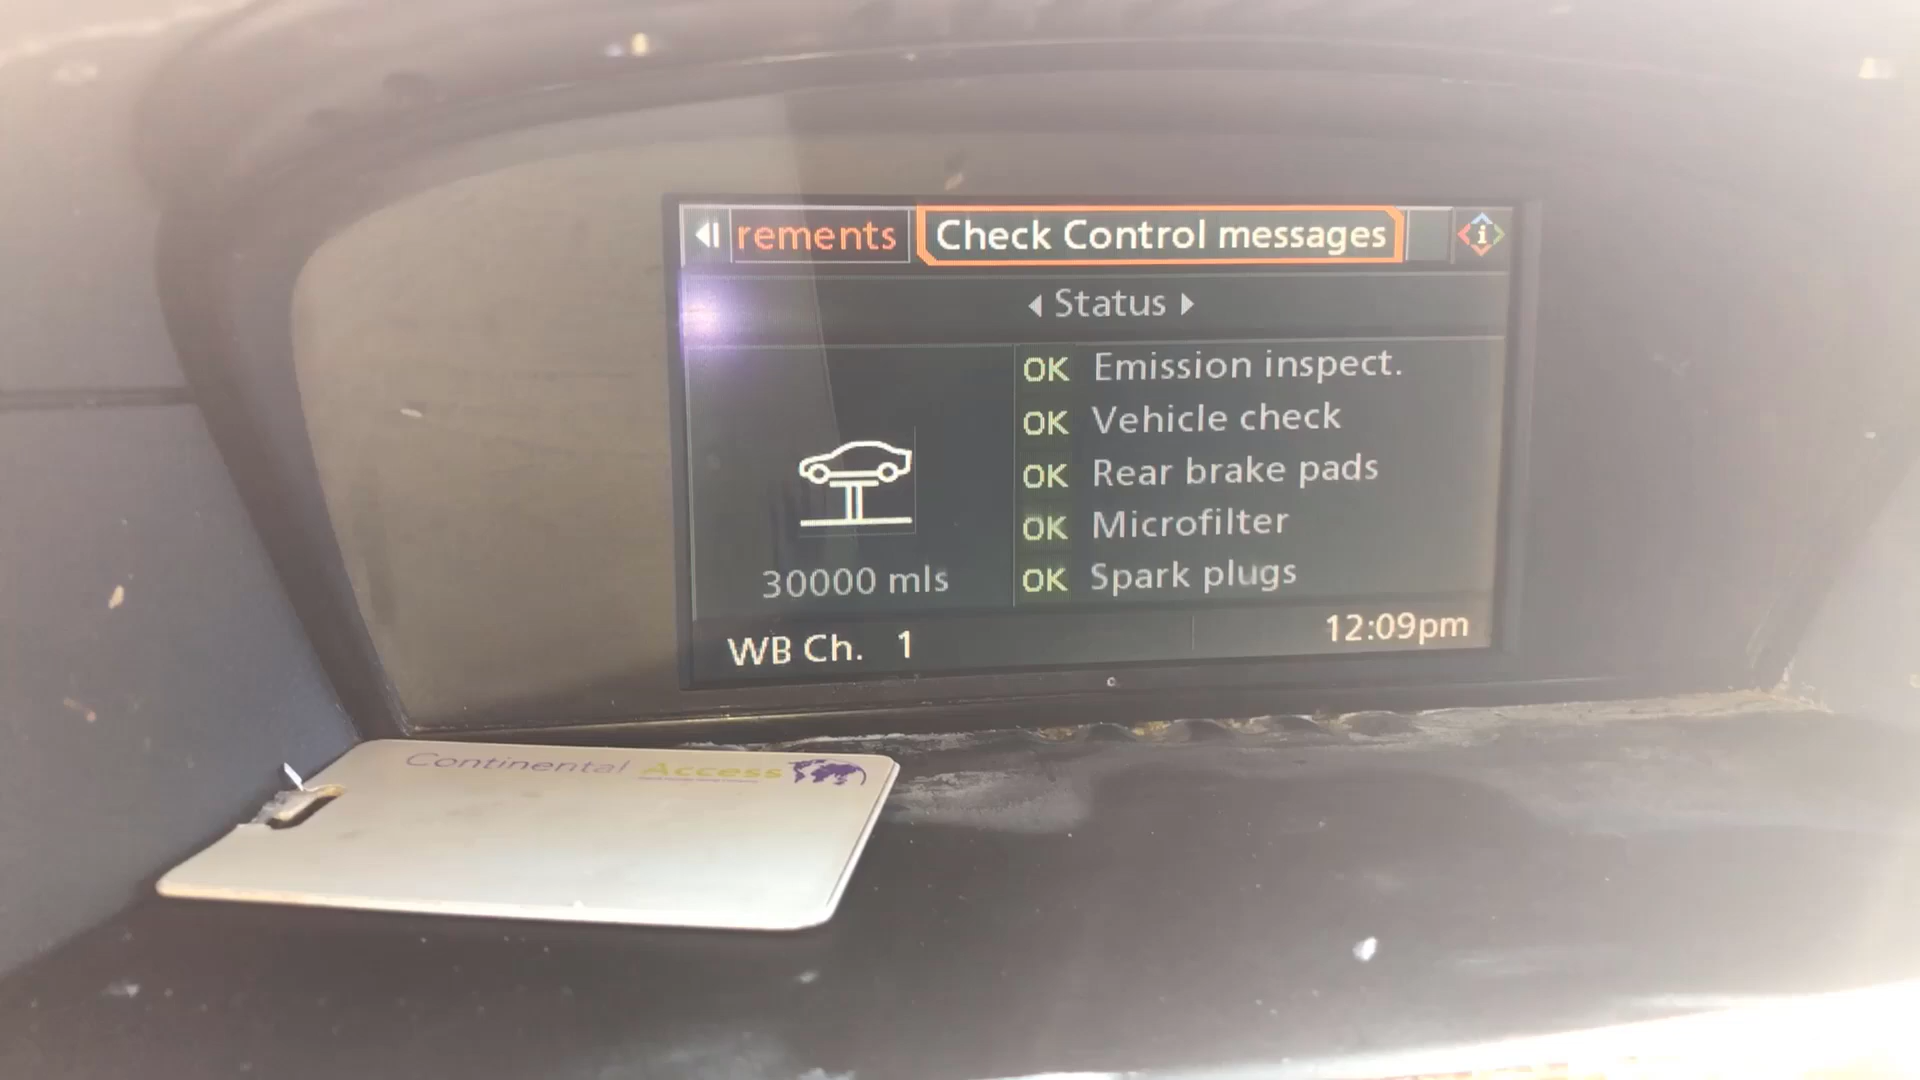 rements Check Control messages i
Status
OK Emission inspect.
OK Vehicle check
OK Rear brake pads
OK Microfilter
OK Spark plugs
30000 mls
WB Ch. 1 12:09pm
Continental Access